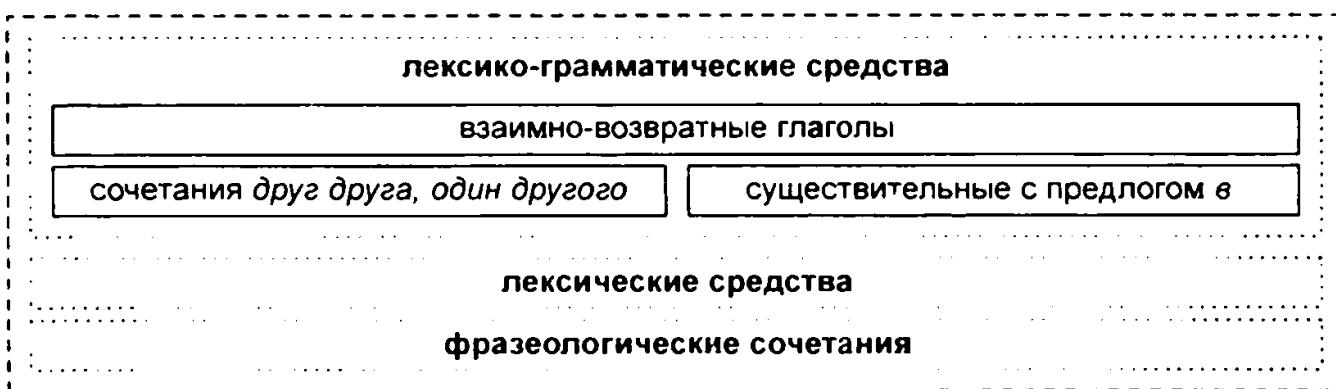 лексико-грамматические средства
взаимно-возвратные глаголы
сочетания друг друга, один другого
существительные с предлогом в
лексические средства
фразеологические сочетания